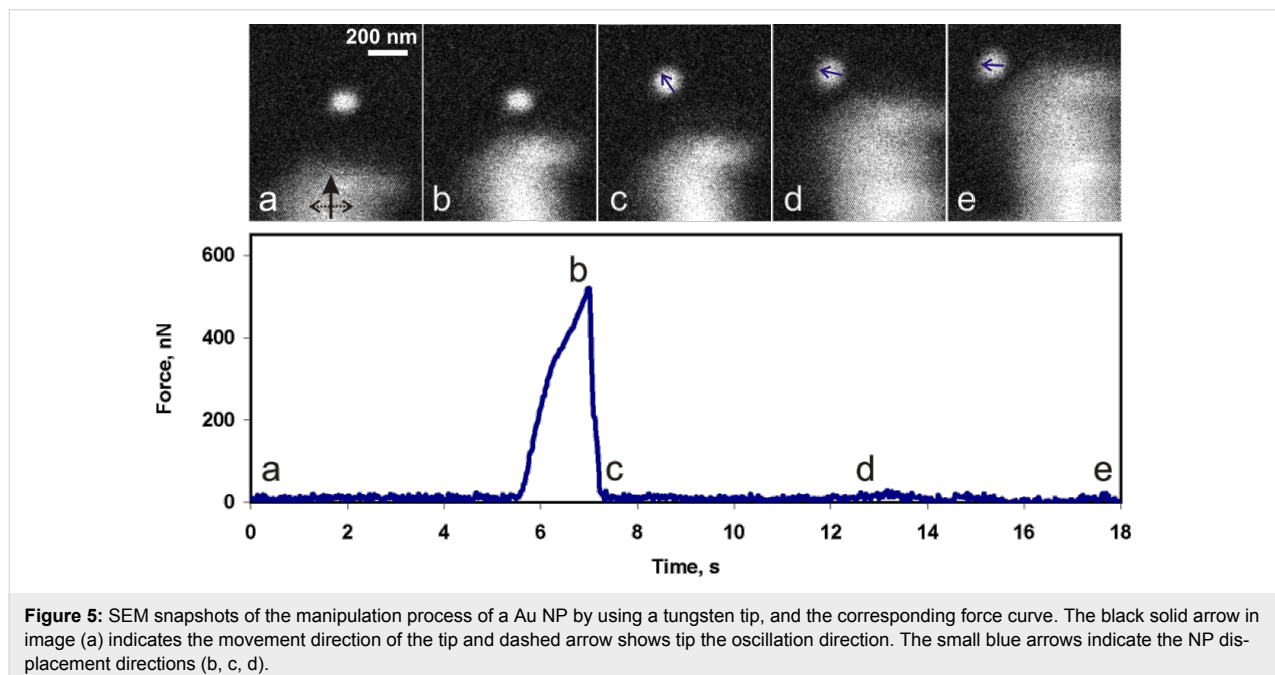 200 nm
a b c d e
600
b
400
Force, nN
200
a c d e
0
0 2 4 6 8 10 12 14 16 18
Time, s
Figure 5: SEM snapshots of the manipulation process of a Au NP by using a tungsten tip, and the corresponding force curve. The black solid arrow in
image (a) indicates the movement direction of the tip and dashed arrow shows tip the oscillation direction. The small blue arrows indicate the NP dis-
placement directions (b, c, d).